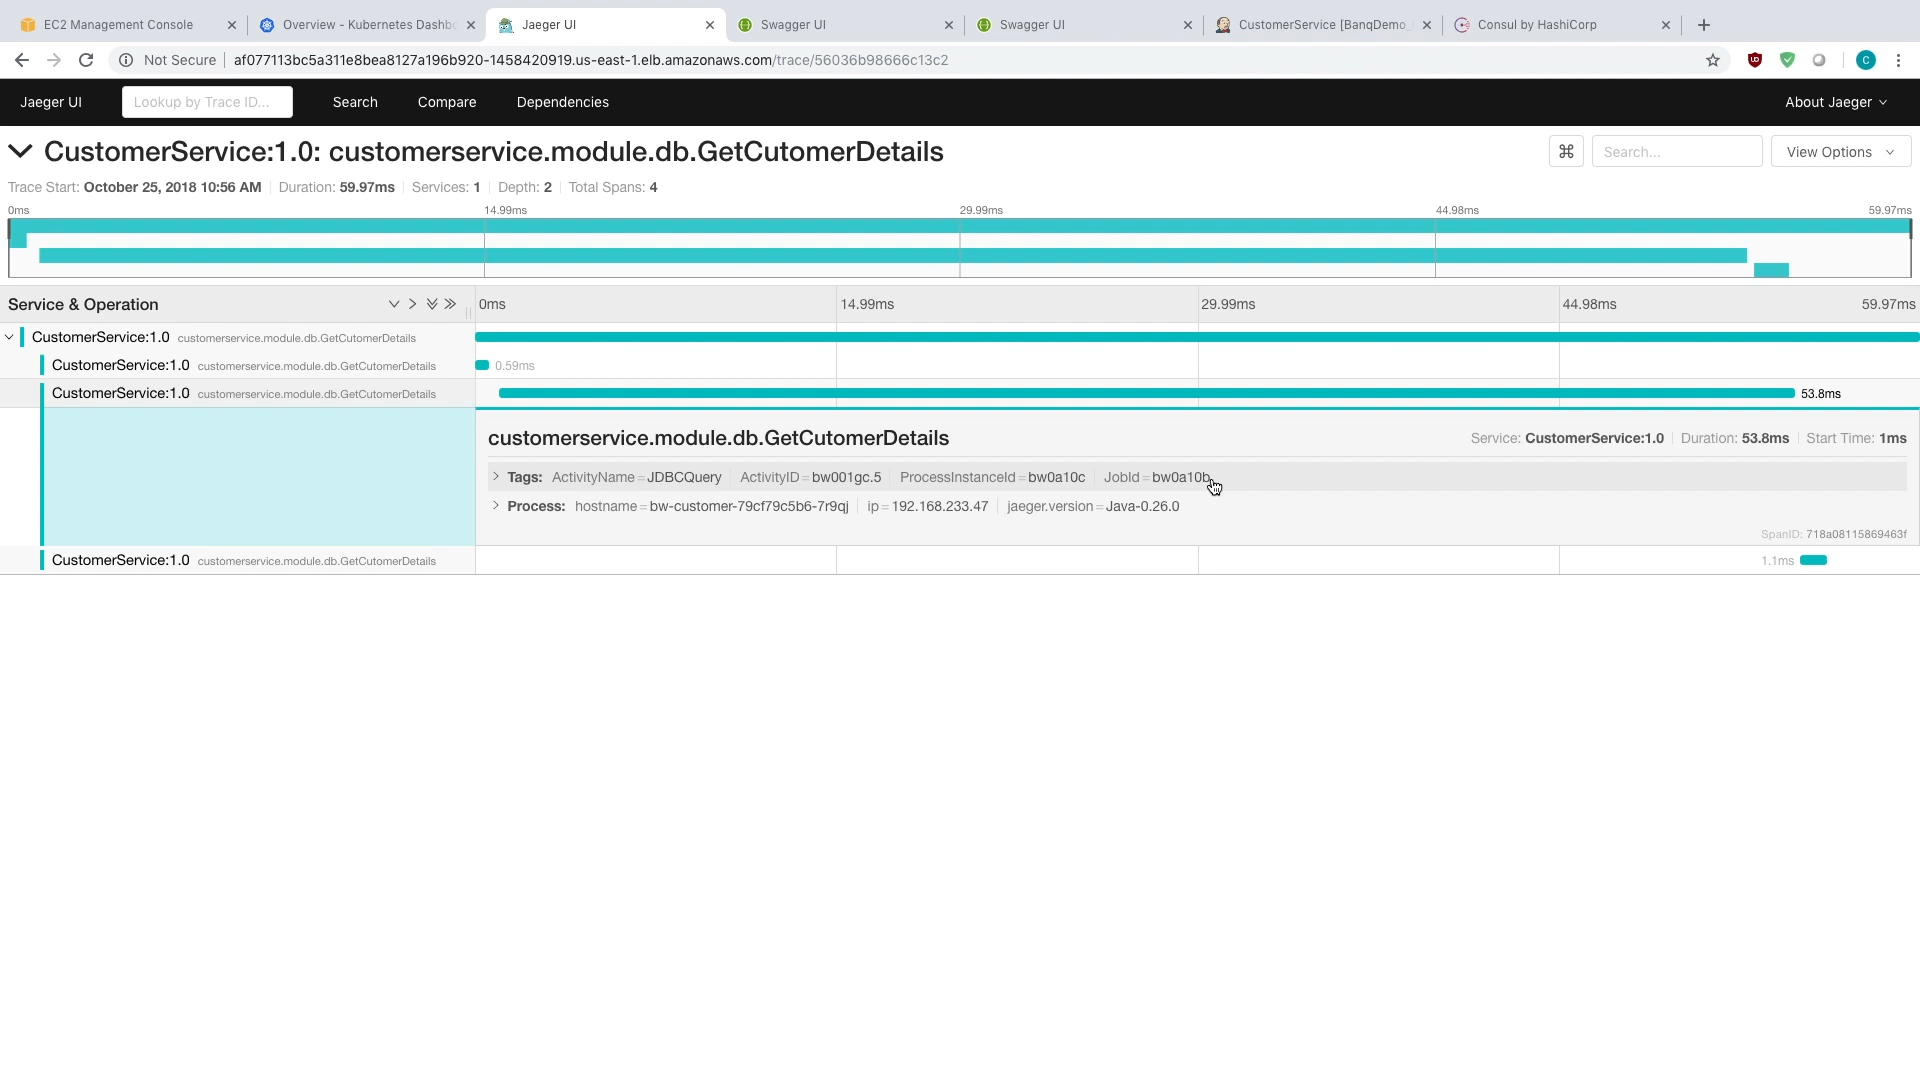 EC2 Management Console
Overview - Kubernetes Dashbo
Jaeger UI
Swagger UI
Swagger UI
CustomerService [BanqDemo_
Consul by HashiCorp
Not Secure | af077113bc5a311e8bea8127a196b920-1458420919.us-east-1.elb.amazonaws.com/trace/56036b98666c13c2
C
Jaeger UI
Lookup by Trace ID...
Search
Compare
Dependencies
About Jaeger
CustomerService:1.0: customerservice.module.db.GetCutomerDetails
⌘
Search...
View Options
Trace Start: October 25, 2018 10:56 AM | Duration: 59.97ms | Services: 1 | Depth: 2 | Total Spans: 4
0ms 14.99ms 29.99ms 44.98ms 59.97ms
Service & Operation 0ms 14.99ms 29.99ms 44.98ms 59.97ms
CustomerService:1.0 customerservice.module.db.GetCutomerDetails
CustomerService:1.0 customerservice.module.db.GetCutomerDetails 0.59ms
CustomerService:1.0 customerservice.module.db.GetCutomerDetails 53.8ms
customerservice.module.db.GetCutomerDetails Service: CustomerService:1.0 | Duration: 53.8ms | Start Time: 1ms
Tags: ActivityName = JDBCQuery | ActivityID = bw001gc.5 | ProcessInstanceId = bw0a10c | JobId = bw0a10b
Process: hostname = bw-customer-79cf79c5b6-7r9qj | ip = 192.168.233.47 | jaeger.version = Java-0.26.0
SpanID: 718a08115869463f
CustomerService:1.0 customerservice.module.db.GetCutomerDetails 1.1ms